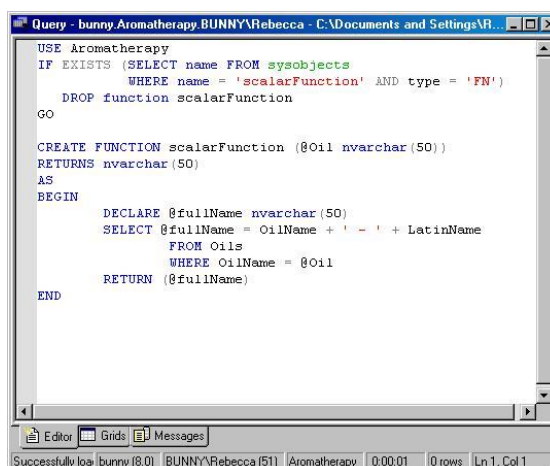 Query - bunny.Aromatherapy.BUNNY\Rebecca - C:\Documents and Settings\R...
USE Aromatherapy
IF EXISTS (SELECT name FROM sysobjects
WHERE name = 'scalarFunction' AND type = 'FN')
DROP function scalarFunction
GO
CREATE FUNCTION scalarFunction (@Oil nvarchar(50))
RETURNS nvarchar(50)
AS
BEGIN
DECLARE @fullName nvarchar(50)
SELECT @fullName = OilName + ' - ' + LatinName
FROM Oils
WHERE OilName = @Oil
RETURN (@fullName)
END
Editor Grids Messages
Successfully loa bunny (8.0) BUNNY\Rebecca (51) Aromatherapy 0:00:01 0 rows Ln 1, Col 1